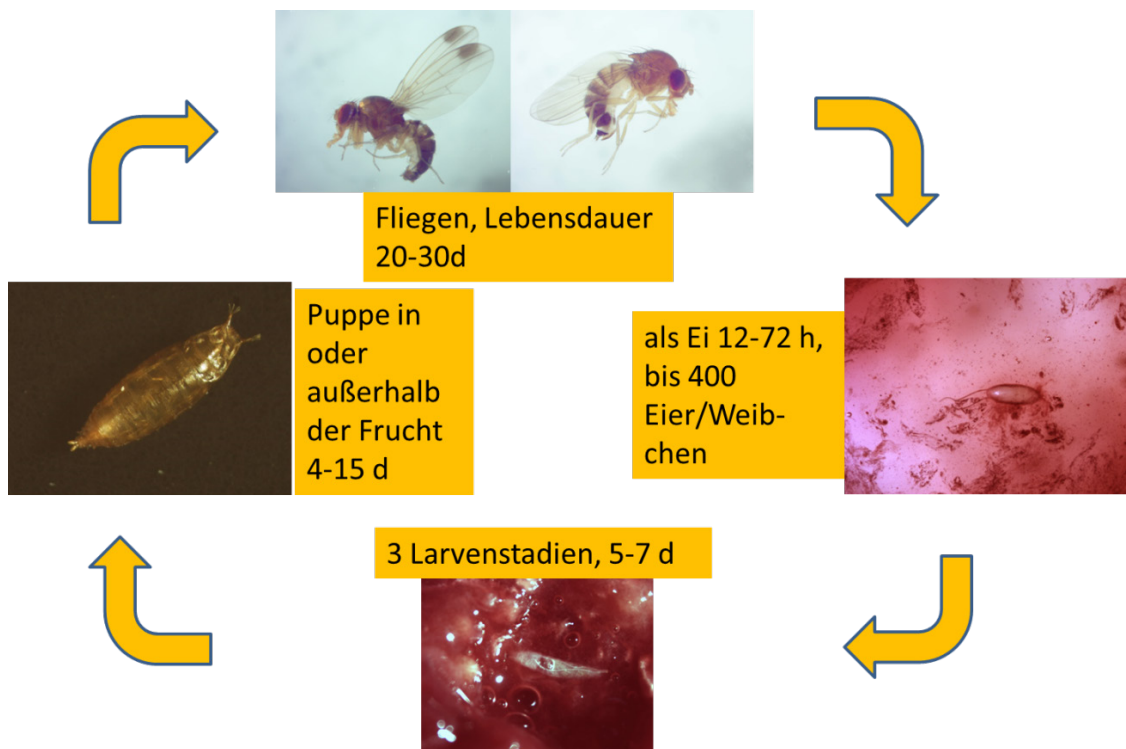 Fliegen, Lebensdauer
20-30d
Puppe in
oder
außerhalb
der Frucht
4-15 d
als Ei 12-72 h,
bis 400
Eier/Weib-
chen
3 Larvenstadien, 5-7 d